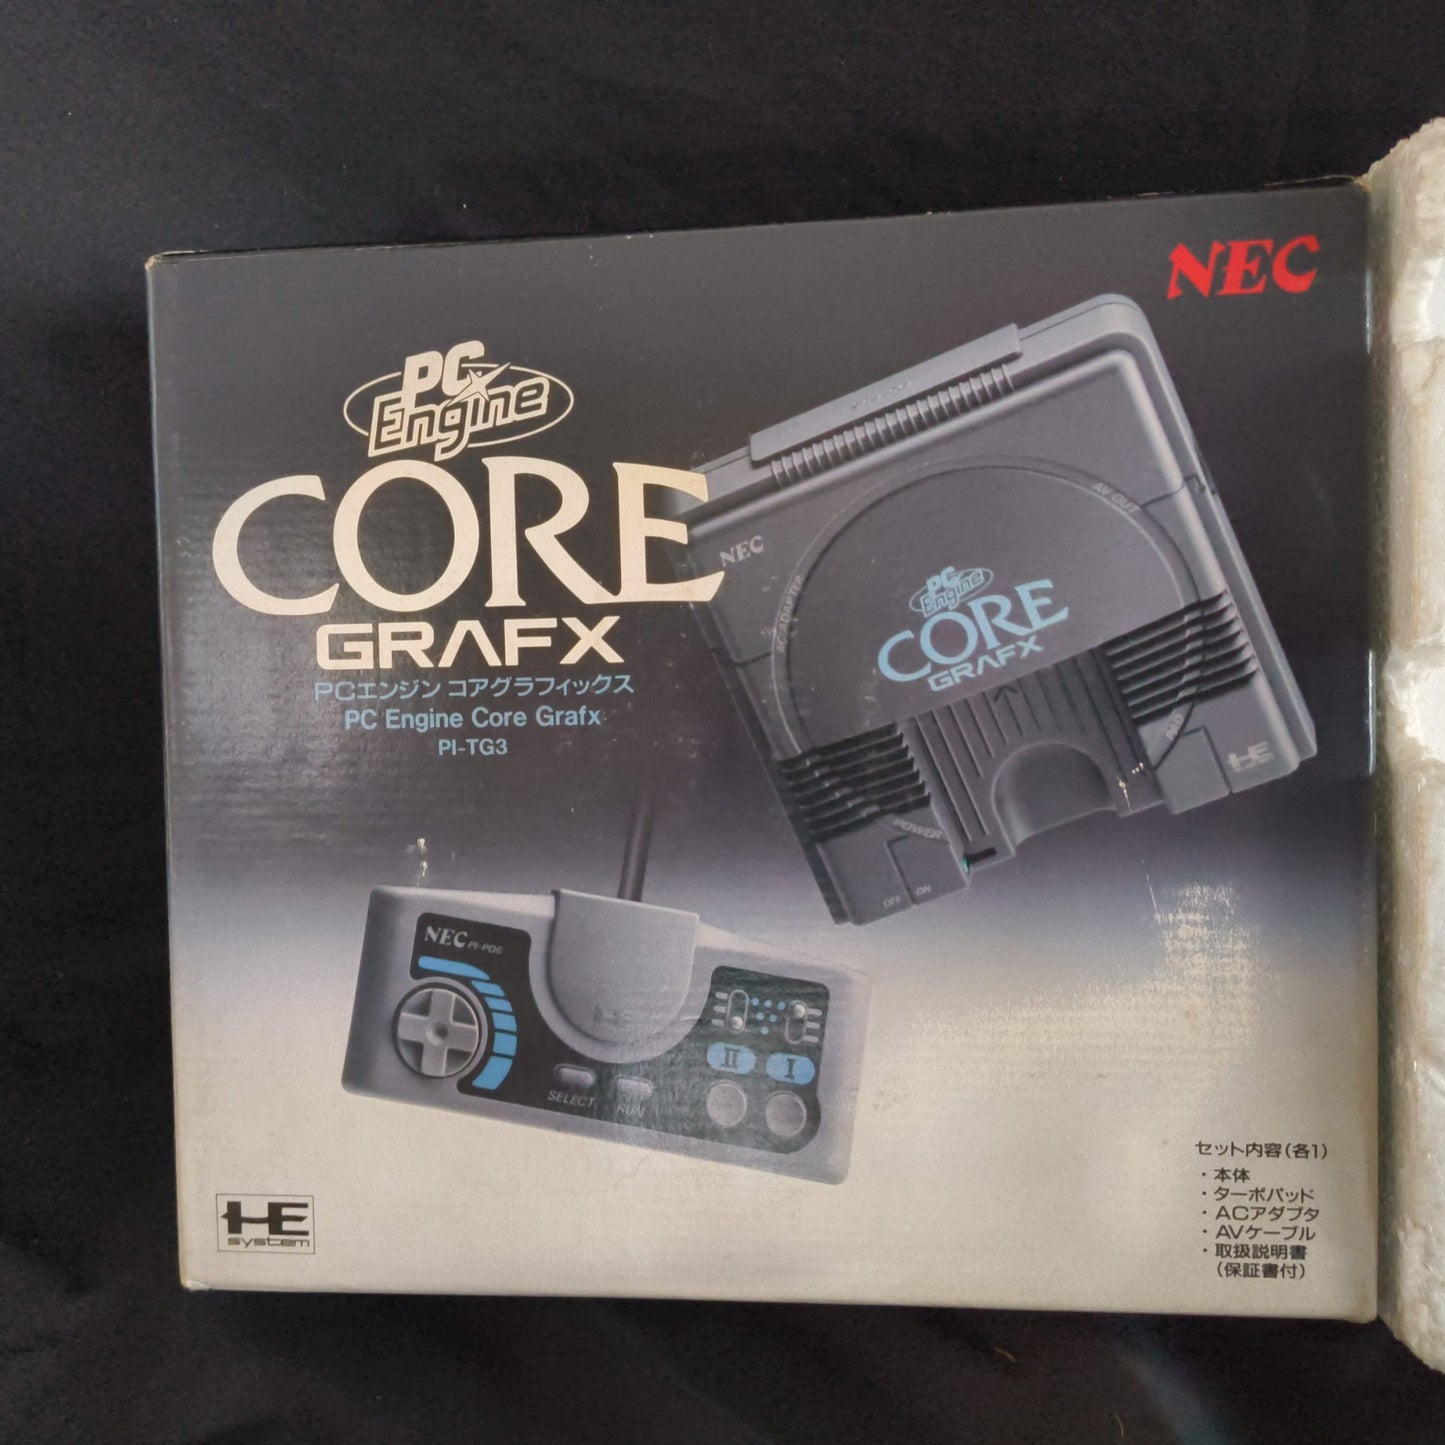 NEC
PC
Engine
CORE
GRAFX
PCエンジン コアグラフィックス
PC Engine Core Grafx
PI-TG3
NEC
AC ADAPTER
AV OUT
PC
Engine
CORE
GRAFX
PAD
HE
POWER
OFF ON
NEC PI-PD6
II I
SELECT RUN
HE
system
セット内容(各1)
・本体
・ターボパッド
・ACアダプタ
・AVケーブル
・取扱説明書
(保証書付)